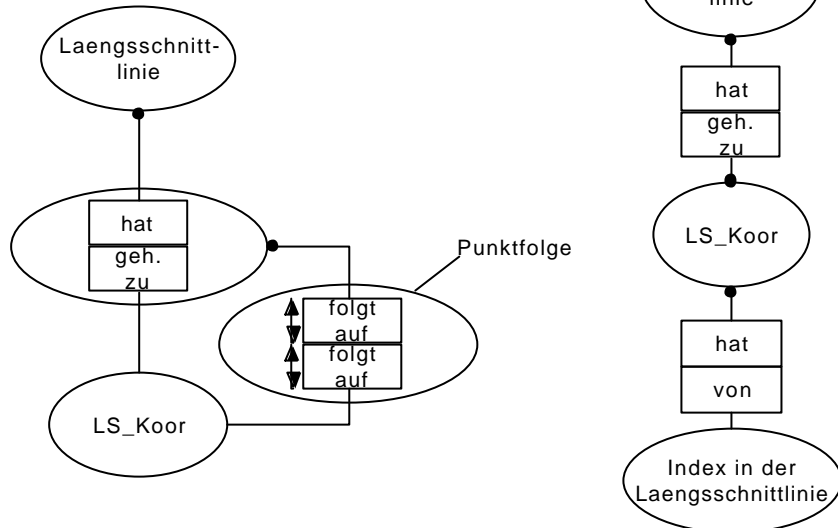 Laengsschnitt-
linie
hat
geh.
zu
Punktfolge
folgt
auf
folgt
auf
LS_Koor
linie
hat
geh.
zu
LS_Koor
hat
von
Index in der
Laengsschnittlinie